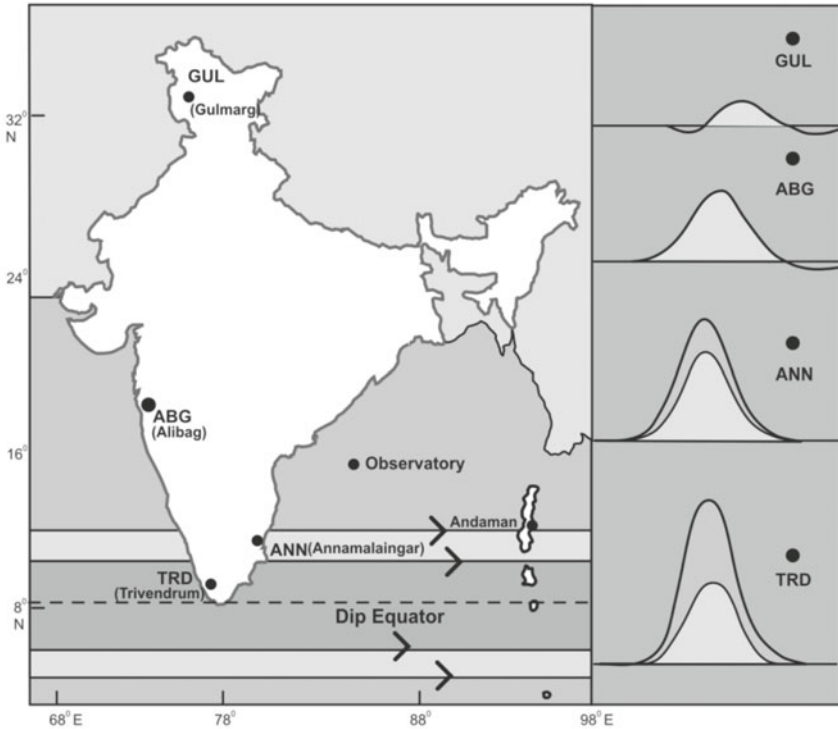 GUL
(Gulmarg)
32°
N
24°
ABG
(Alibag)
16°
Observatory
Andaman
ANN(Annamalaingar)
TRD
(Trivendrum)
8°
N
Dip Equator
68°E
78°
88°
98°E
GUL
ABG
ANN
TRD